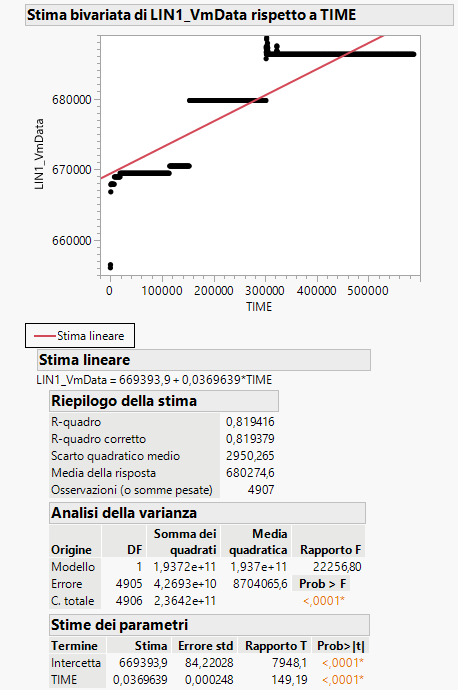 Stima bivariata di LIN1_VmData rispetto a TIME
LIN1_VmData
680000
670000
660000
0 100000 200000 300000 400000 500000
TIME
Stima lineare
Stima lineare
LIN1_VmData = 669393,9 + 0,0369639*TIME
Riepilogo della stima
R-quadro 0,819416
R-quadro corretto 0,819379
Scarto quadratico medio 2950,265
Media della risposta 680274,6
Osservazioni (o somme pesate) 4907
Analisi della varianza
Origine DF Somma dei quadrati Media quadratica Rapporto F
Modello 1 1,9372e+11 1,937e+11 22256,80
Errore 4905 4,2693e+10 8704065,6 Prob > F
C. totale 4906 2,3642e+11 <,0001*
Stime dei parametri
Termine Stima Errore std Rapporto T Prob>|t|
Intercetta 669393,9 84,22028 7948,1 <,0001*
TIME 0,0369639 0,000248 149,19 <,0001*